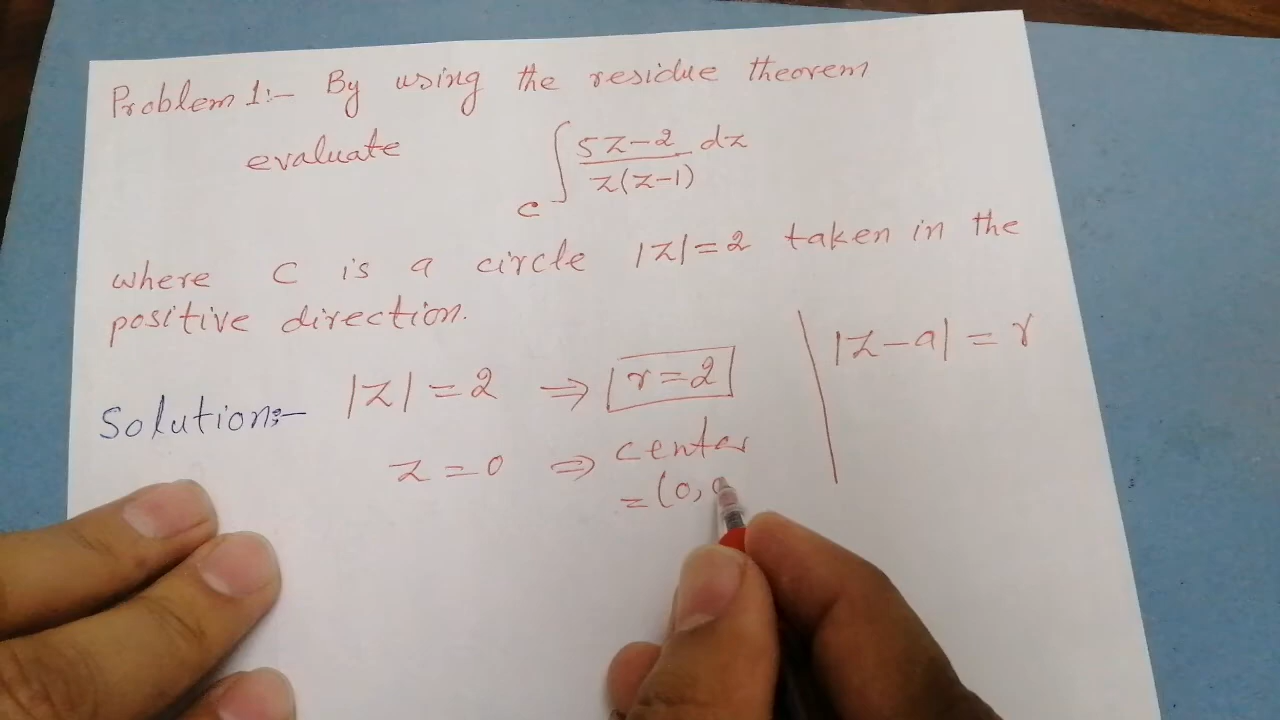 Problem 1:- By using the residue theorem
evaluate ∫ 5z-2 dz
z(z-1)
C
where C is a circle |z|=2 taken in the
positive direction.
Solution:- |z| = 2 ⇒ r=2 |z-a| = r
z = 0 ⇒ center
= (0, 0